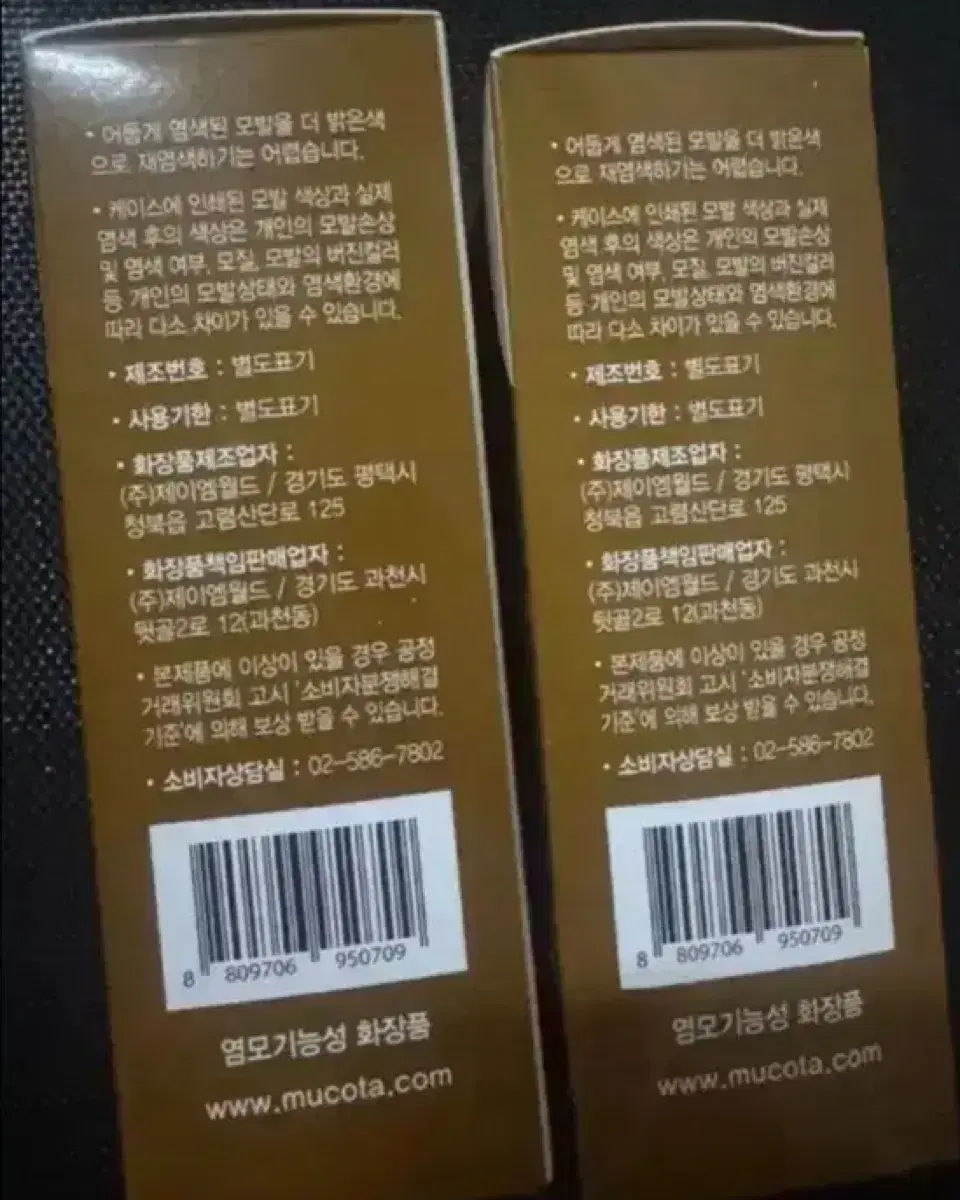 • 어둡게 염색된 모발을 더 밝은색
으로 재염색하기는 어렵습니다.
• 케이스에 인쇄된 모발 색상과 실제
염색 후의 색상은 개인의 모발손상
및 염색 여부, 모질, 모발의 버진컬러
등 개인의 모발상태와 염색환경에
따라 다소 차이가 있을 수 있습니다.
• 제조번호 : 별도표기
• 사용기한 : 별도표기
• 화장품제조업자 :
(주)제이엠월드 / 경기도 평택시
청북읍 고렴산단로 125
• 화장품책임판매업자 :
(주)제이엠월드 / 경기도 과천시
뒷골2로 12(과천동)
• 본제품에 이상이 있을 경우 공정
거래위원회 고시 '소비자분쟁해결
기준'에 의해 보상 받을 수 있습니다.
• 소비자상담실 : 02-586-7802
8 809706 950709
염모기능성 화장품
www.mucota.com
• 어둡게 염색된 모발을 더 밝은색
으로 재염색하기는 어렵습니다.
• 케이스에 인쇄된 모발 색상과 실제
염색 후의 색상은 개인의 모발손상
및 염색 여부, 모질, 모발의 버진컬러
등 개인의 모발상태와 염색환경에
따라 다소 차이가 있을 수 있습니다.
• 제조번호 : 별도표기
• 사용기한 : 별도표기
• 화장품제조업자 :
(주)제이엠월드 / 경기도 평택시
청북읍 고렴산단로 125
• 화장품책임판매업자 :
(주)제이엠월드 / 경기도 과천시
뒷골2로 12(과천동)
• 본제품에 이상이 있을 경우 공정
거래위원회 고시 '소비자분쟁해결
기준'에 의해 보상 받을 수 있습니다.
• 소비자상담실 : 02-586-7802
8 809706 950709
염모기능성 화장품
www.mucota.com